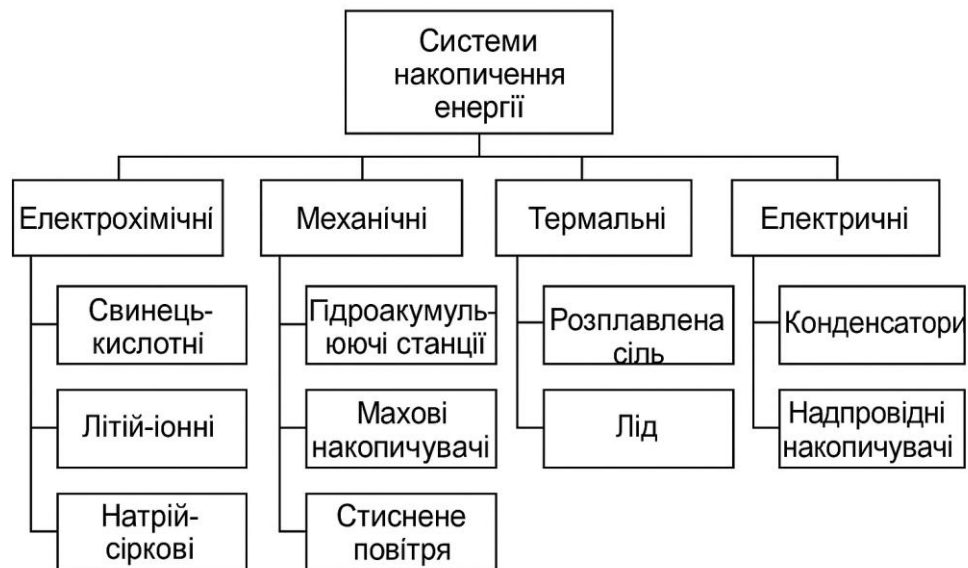 Системи
накопичення
енергії
Електрохімічні
Механічні
Термальні
Електричні
Свинець-
кислотні
Гідроакумуль-
юючі станції
Розплавлена
сіль
Конденсатори
Літій-іонні
Махові
накопичувачі
Лід
Надпровідні
накопичувачі
Натрій-
сіркові
Стиснене
повітря